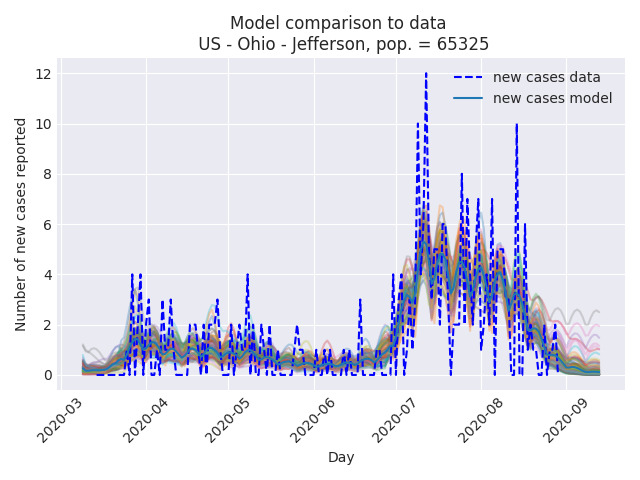 Model comparison to data
US - Ohio - Jefferson, pop. = 65325
Number of new cases reported
12
10
8
6
4
2
0
new cases data
new cases model
2020-03
2020-04
2020-05
2020-06
2020-07
2020-08
2020-09
Day